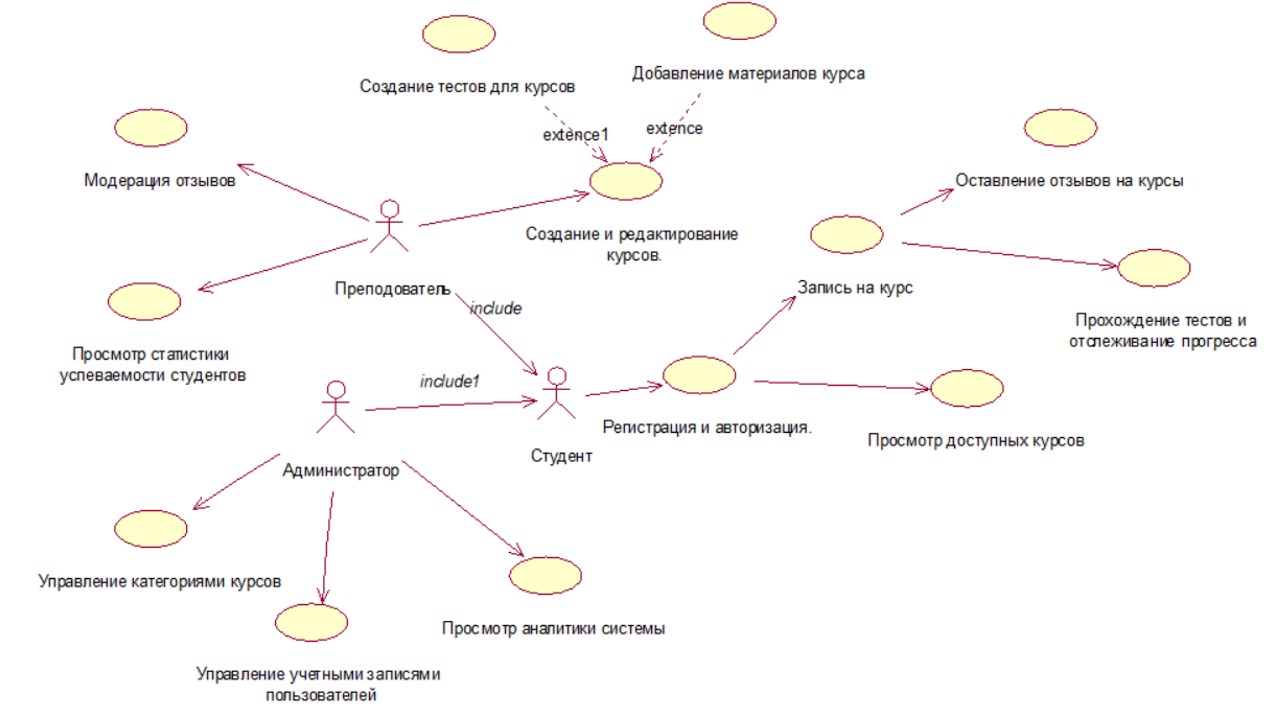 Создание тестов для курсов
Добавление материалов курса
extence1
extence
Модерация отзывов
Оставление отзывов на курсы
Создание и редактирование
курсов.
Преподователь
include
Запись на курс
Прохождение тестов и
отслеживание прогресса
Просмотр статистики
успеваемости студентов
include1
Регистрация и авторизация.
Просмотр доступных курсов
Студент
Администратор
Управление категориями курсов
Просмотр аналитики системы
Управление учетными записями
пользователей